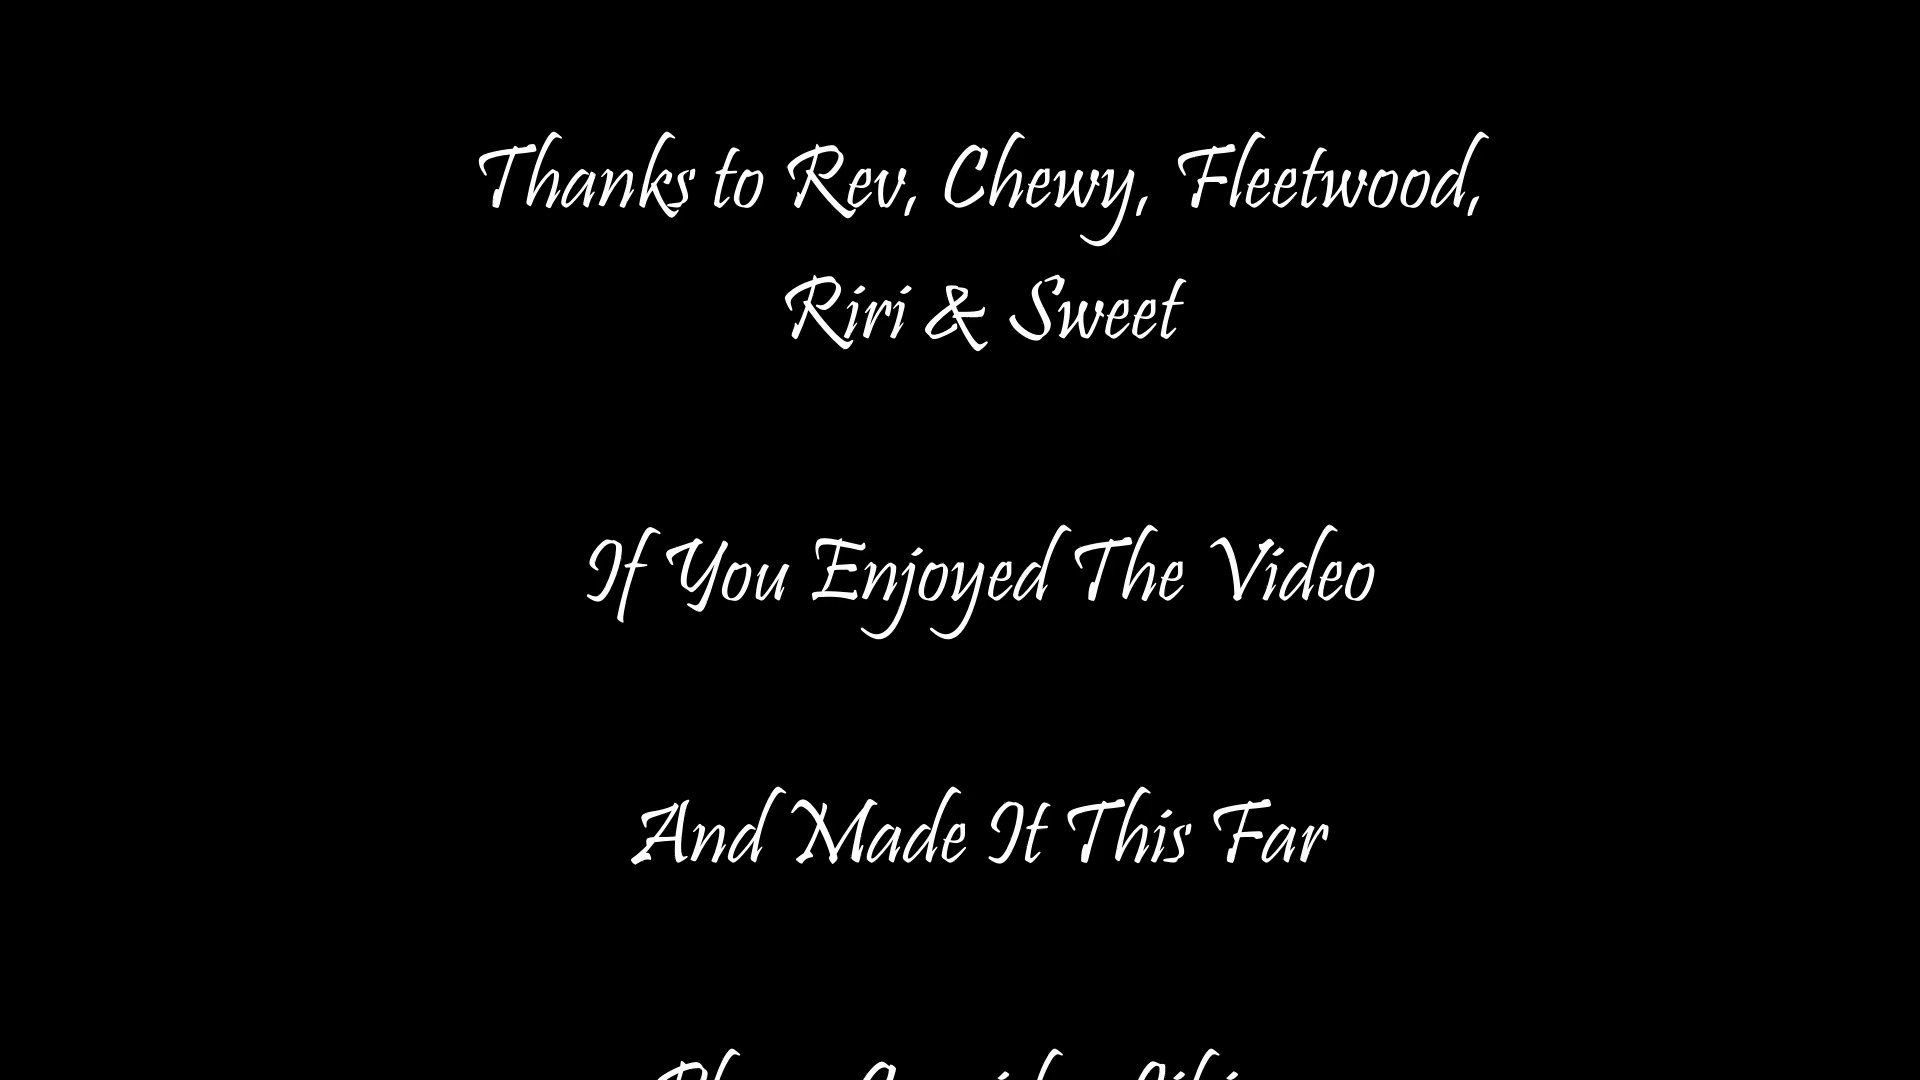 Thanks to Rev, Chewy, Fleetwood,
Riri & Sweet
If You Enjoyed The Video
And Made It This Far